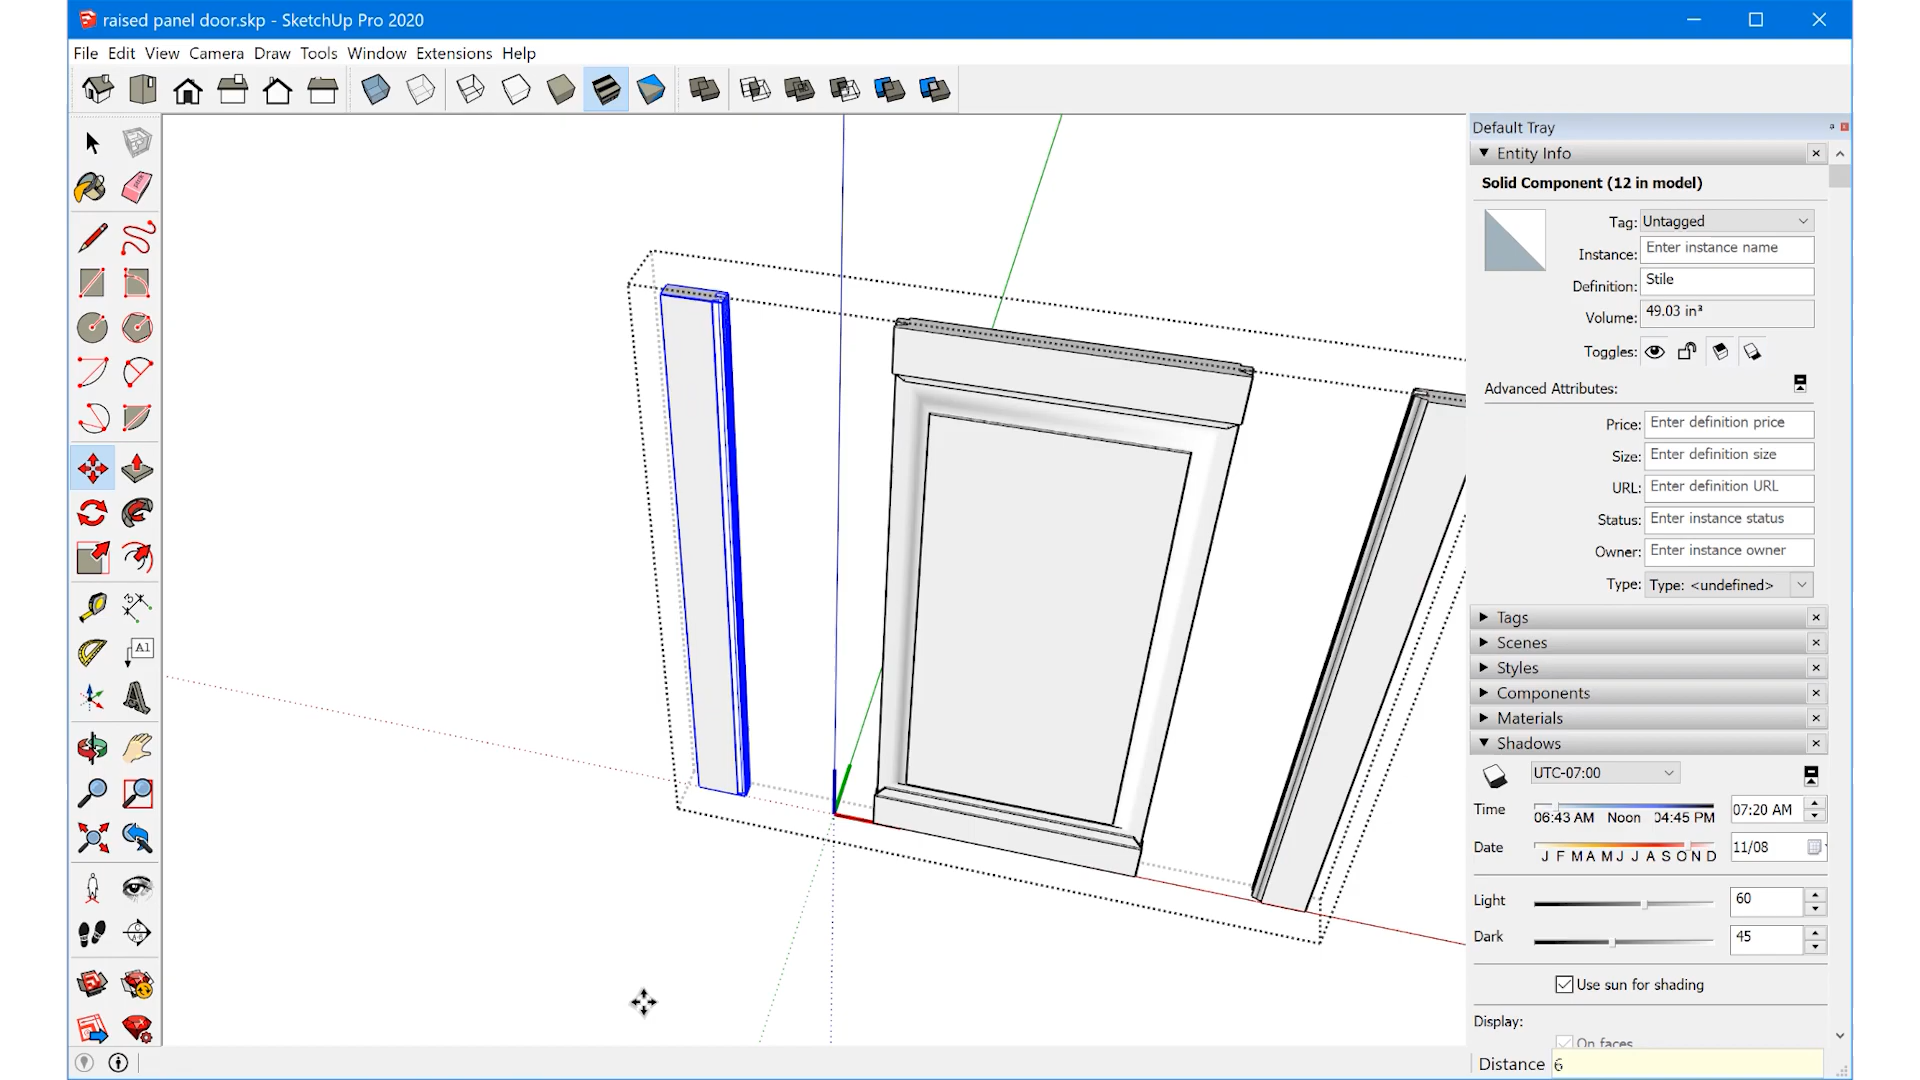 raised panel door.skp - SketchUp Pro 2020
File Edit View Camera Draw Tools Window Extensions Help
Default Tray
Entity Info
Solid Component (12 in model)
Tag: Untagged
Instance: Enter instance name
Definition: Stile
Volume: 49.03 in³
Toggles:
Advanced Attributes:
Price: Enter definition price
Size: Enter definition size
URL: Enter definition URL
Status: Enter instance status
Owner: Enter instance owner
Type: Type: <undefined>
Tags
Scenes
Styles
Components
Materials
Shadows
UTC-07:00
Time 06:43 AM Noon 04:45 PM 07:20 AM
Date J F M A M J J A S O N D 11/08
Light 60
Dark 45
Use sun for shading
Display:
On faces
Distance 6
A1